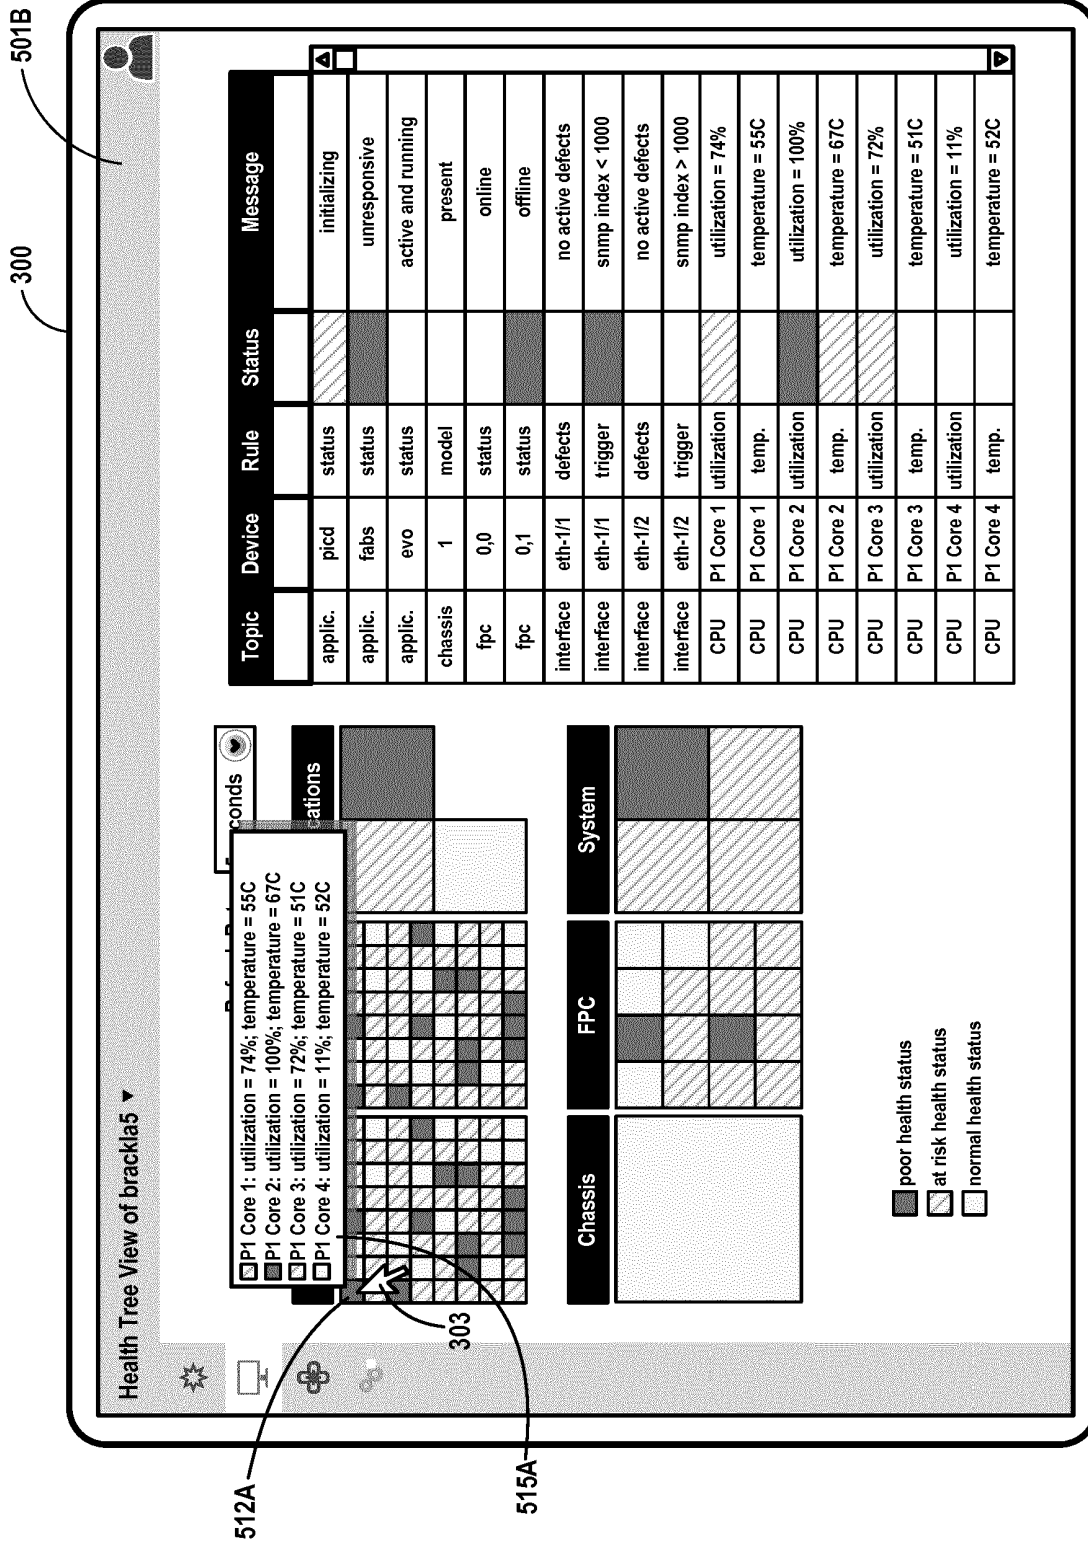 300
501B
Health Tree View of brackla5 ▼
conds
P1 Core 1: utilization = 74%; temperature = 55C
P1 Core 2: utilization = 100%; temperature = 67C
P1 Core 3: utilization = 72%; temperature = 51C
P1 Core 4: utilization = 11%; temperature = 52C
cations
512A
303
515A
Chassis FPC System
poor health status
at risk health status
normal health status
Topic Device Rule Status Message
applic. picd status initializing
applic. fabs status unresponsive
applic. evo status active and running
chassis 1 model present
fpc 0,0 status online
fpc 0,1 status offline
interface eth-1/1 defects no active defects
interface eth-1/1 trigger snmp index < 1000
interface eth-1/2 defects no active defects
interface eth-1/2 trigger snmp index > 1000
CPU P1 Core 1 utilization utilization = 74%
CPU P1 Core 1 temp. temperature = 55C
CPU P1 Core 2 utilization utilization = 100%
CPU P1 Core 2 temp. temperature = 67C
CPU P1 Core 3 utilization utilization = 72%
CPU P1 Core 3 temp. temperature = 51C
CPU P1 Core 4 utilization utilization = 11%
CPU P1 Core 4 temp. temperature = 52C